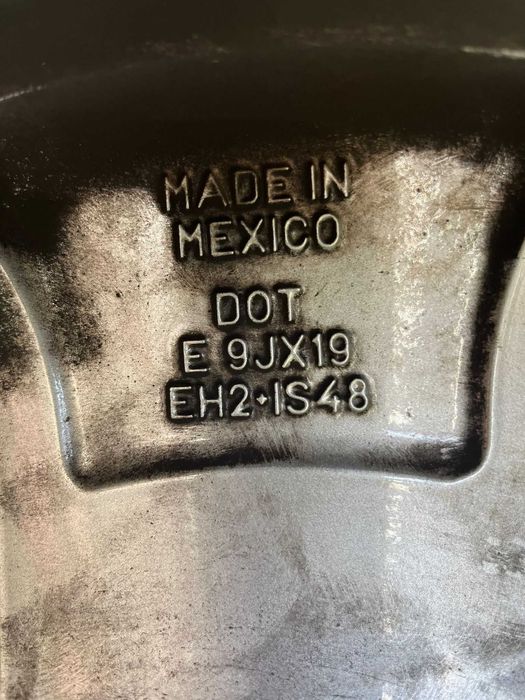 MADE IN
MEXICO
DOT
E 9JX19
EH2•IS48